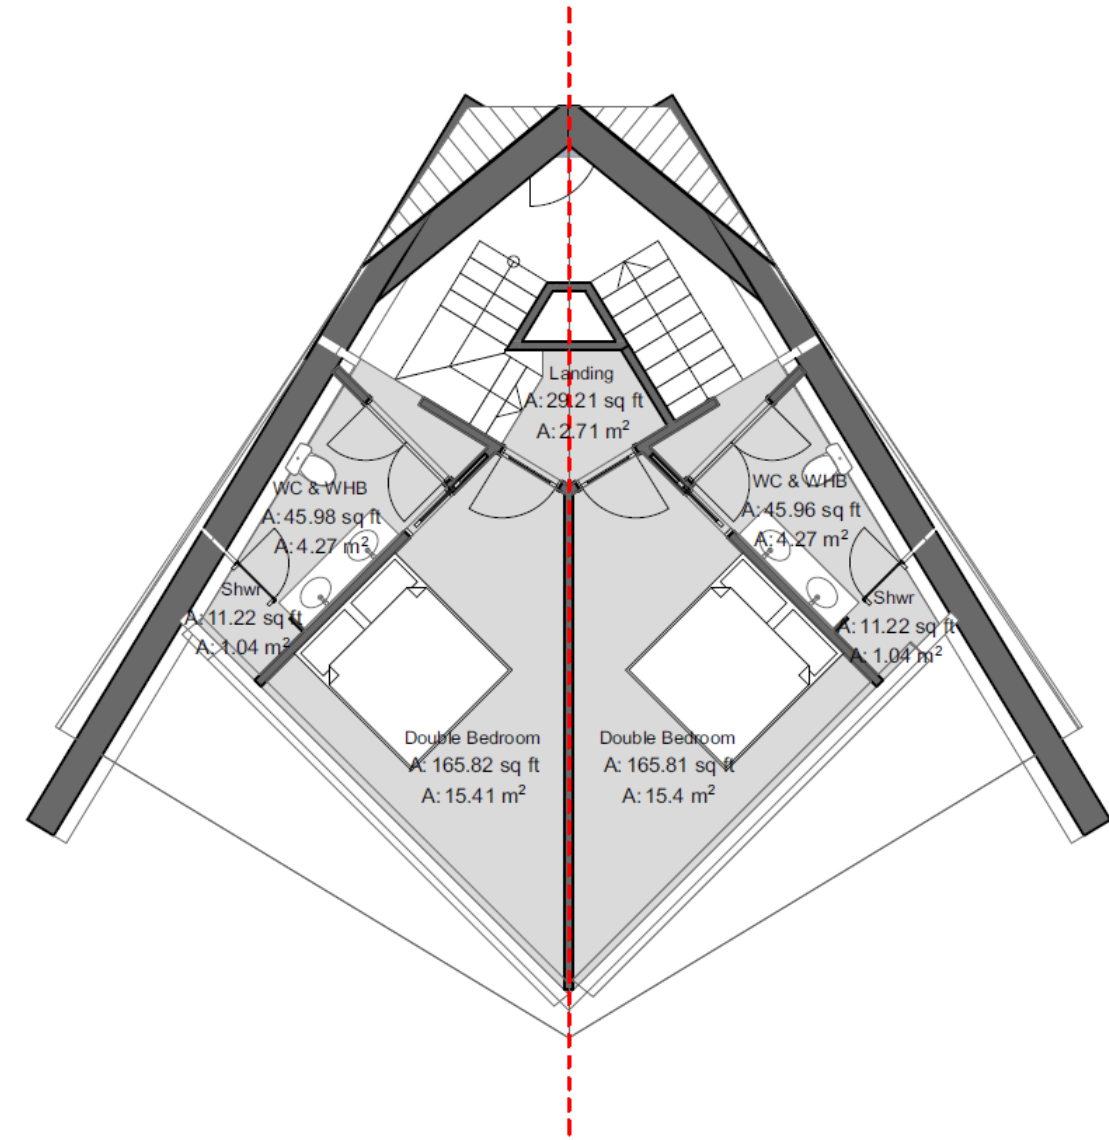 Landing
A: 29.21 sq ft
A: 2.71 m²
WC & WHB
A: 45.98 sq ft
A: 4.27 m²
WC & WHB
A: 45.96 sq ft
A: 4.27 m²
Shwr
A: 11.22 sq ft
A: 1.04 m²
Shwr
A: 11.22 sq ft
A: 1.04 m²
Double Bedroom
A: 165.82 sq ft
A: 15.41 m²
Double Bedroom
A: 165.81 sq ft
A: 15.4 m²